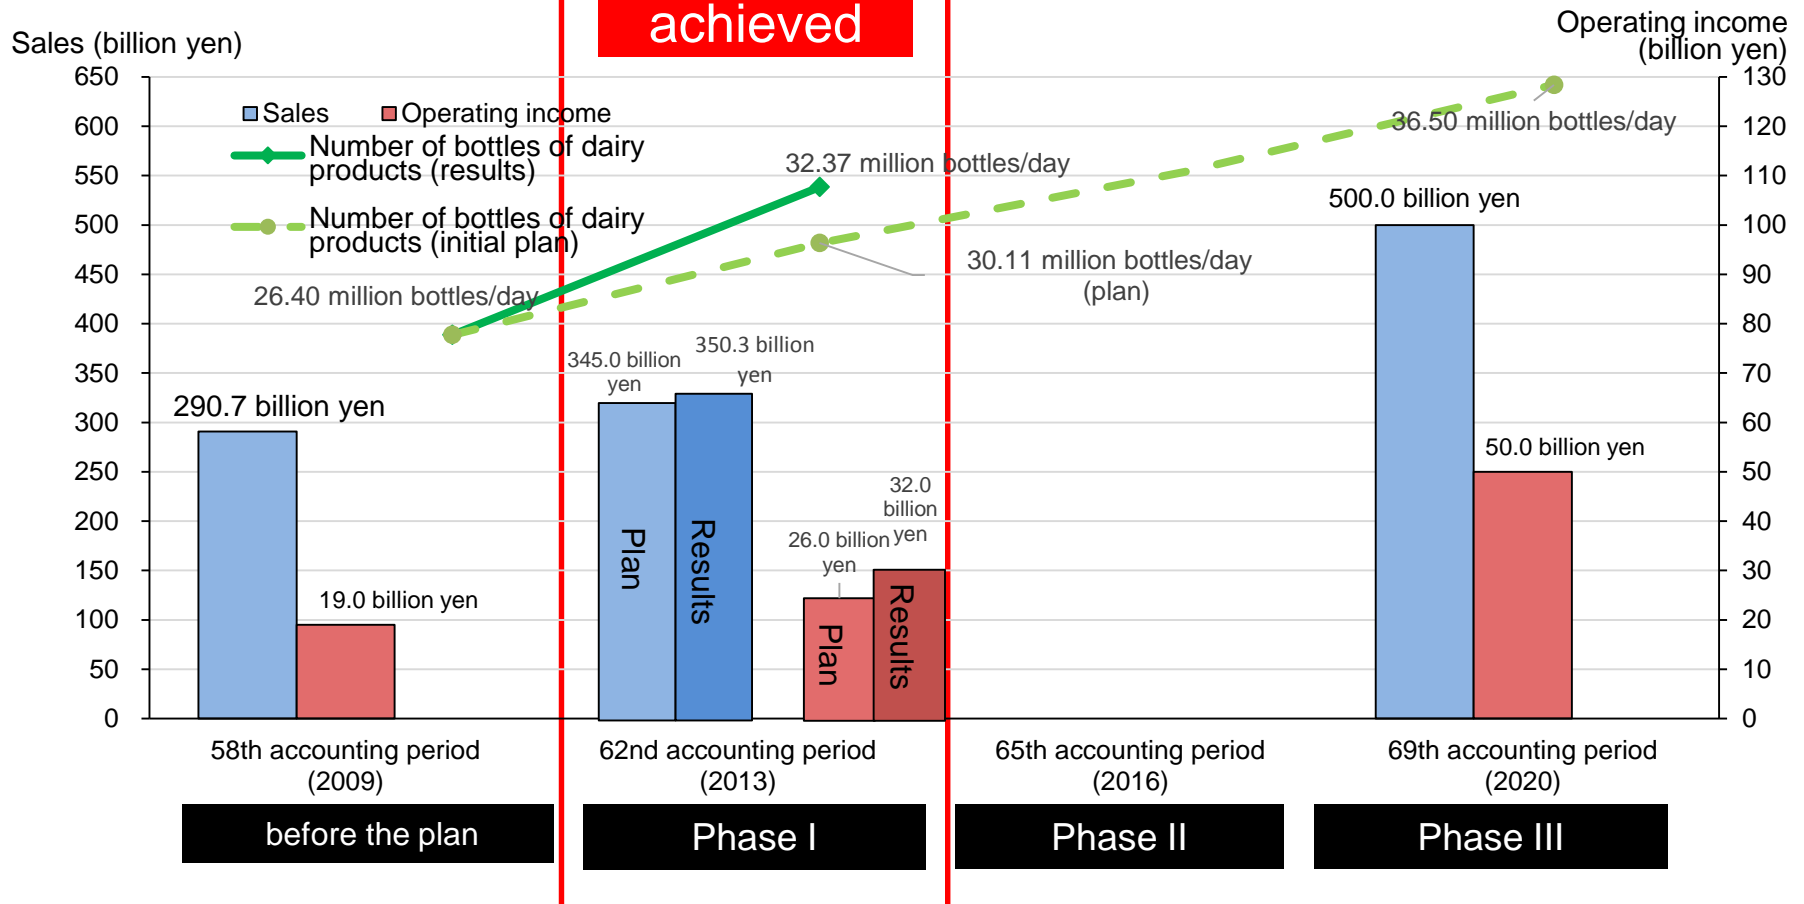 achieved
Sales (billion yen)
Operating income
(billion yen)
650
600
550
500
450
400
350
300
250
200
150
100
50
0
130
120
110
100
90
80
70
60
50
40
30
20
10
0
Sales
Operating income
Number of bottles of dairy
products (results)
Number of bottles of dairy
products (initial plan)
26.40 million bottles/day
32.37 million bottles/day
30.11 million bottles/day
(plan)
36.50 million bottles/day
290.7 billion yen
19.0 billion yen
345.0 billion
yen
350.3 billion
yen
Plan
Results
26.0 billion
yen
32.0
billion
yen
Plan
Results
500.0 billion yen
50.0 billion yen
58th accounting period
(2009)
62nd accounting period
(2013)
65th accounting period
(2016)
69th accounting period
(2020)
before the plan
Phase I
Phase II
Phase III